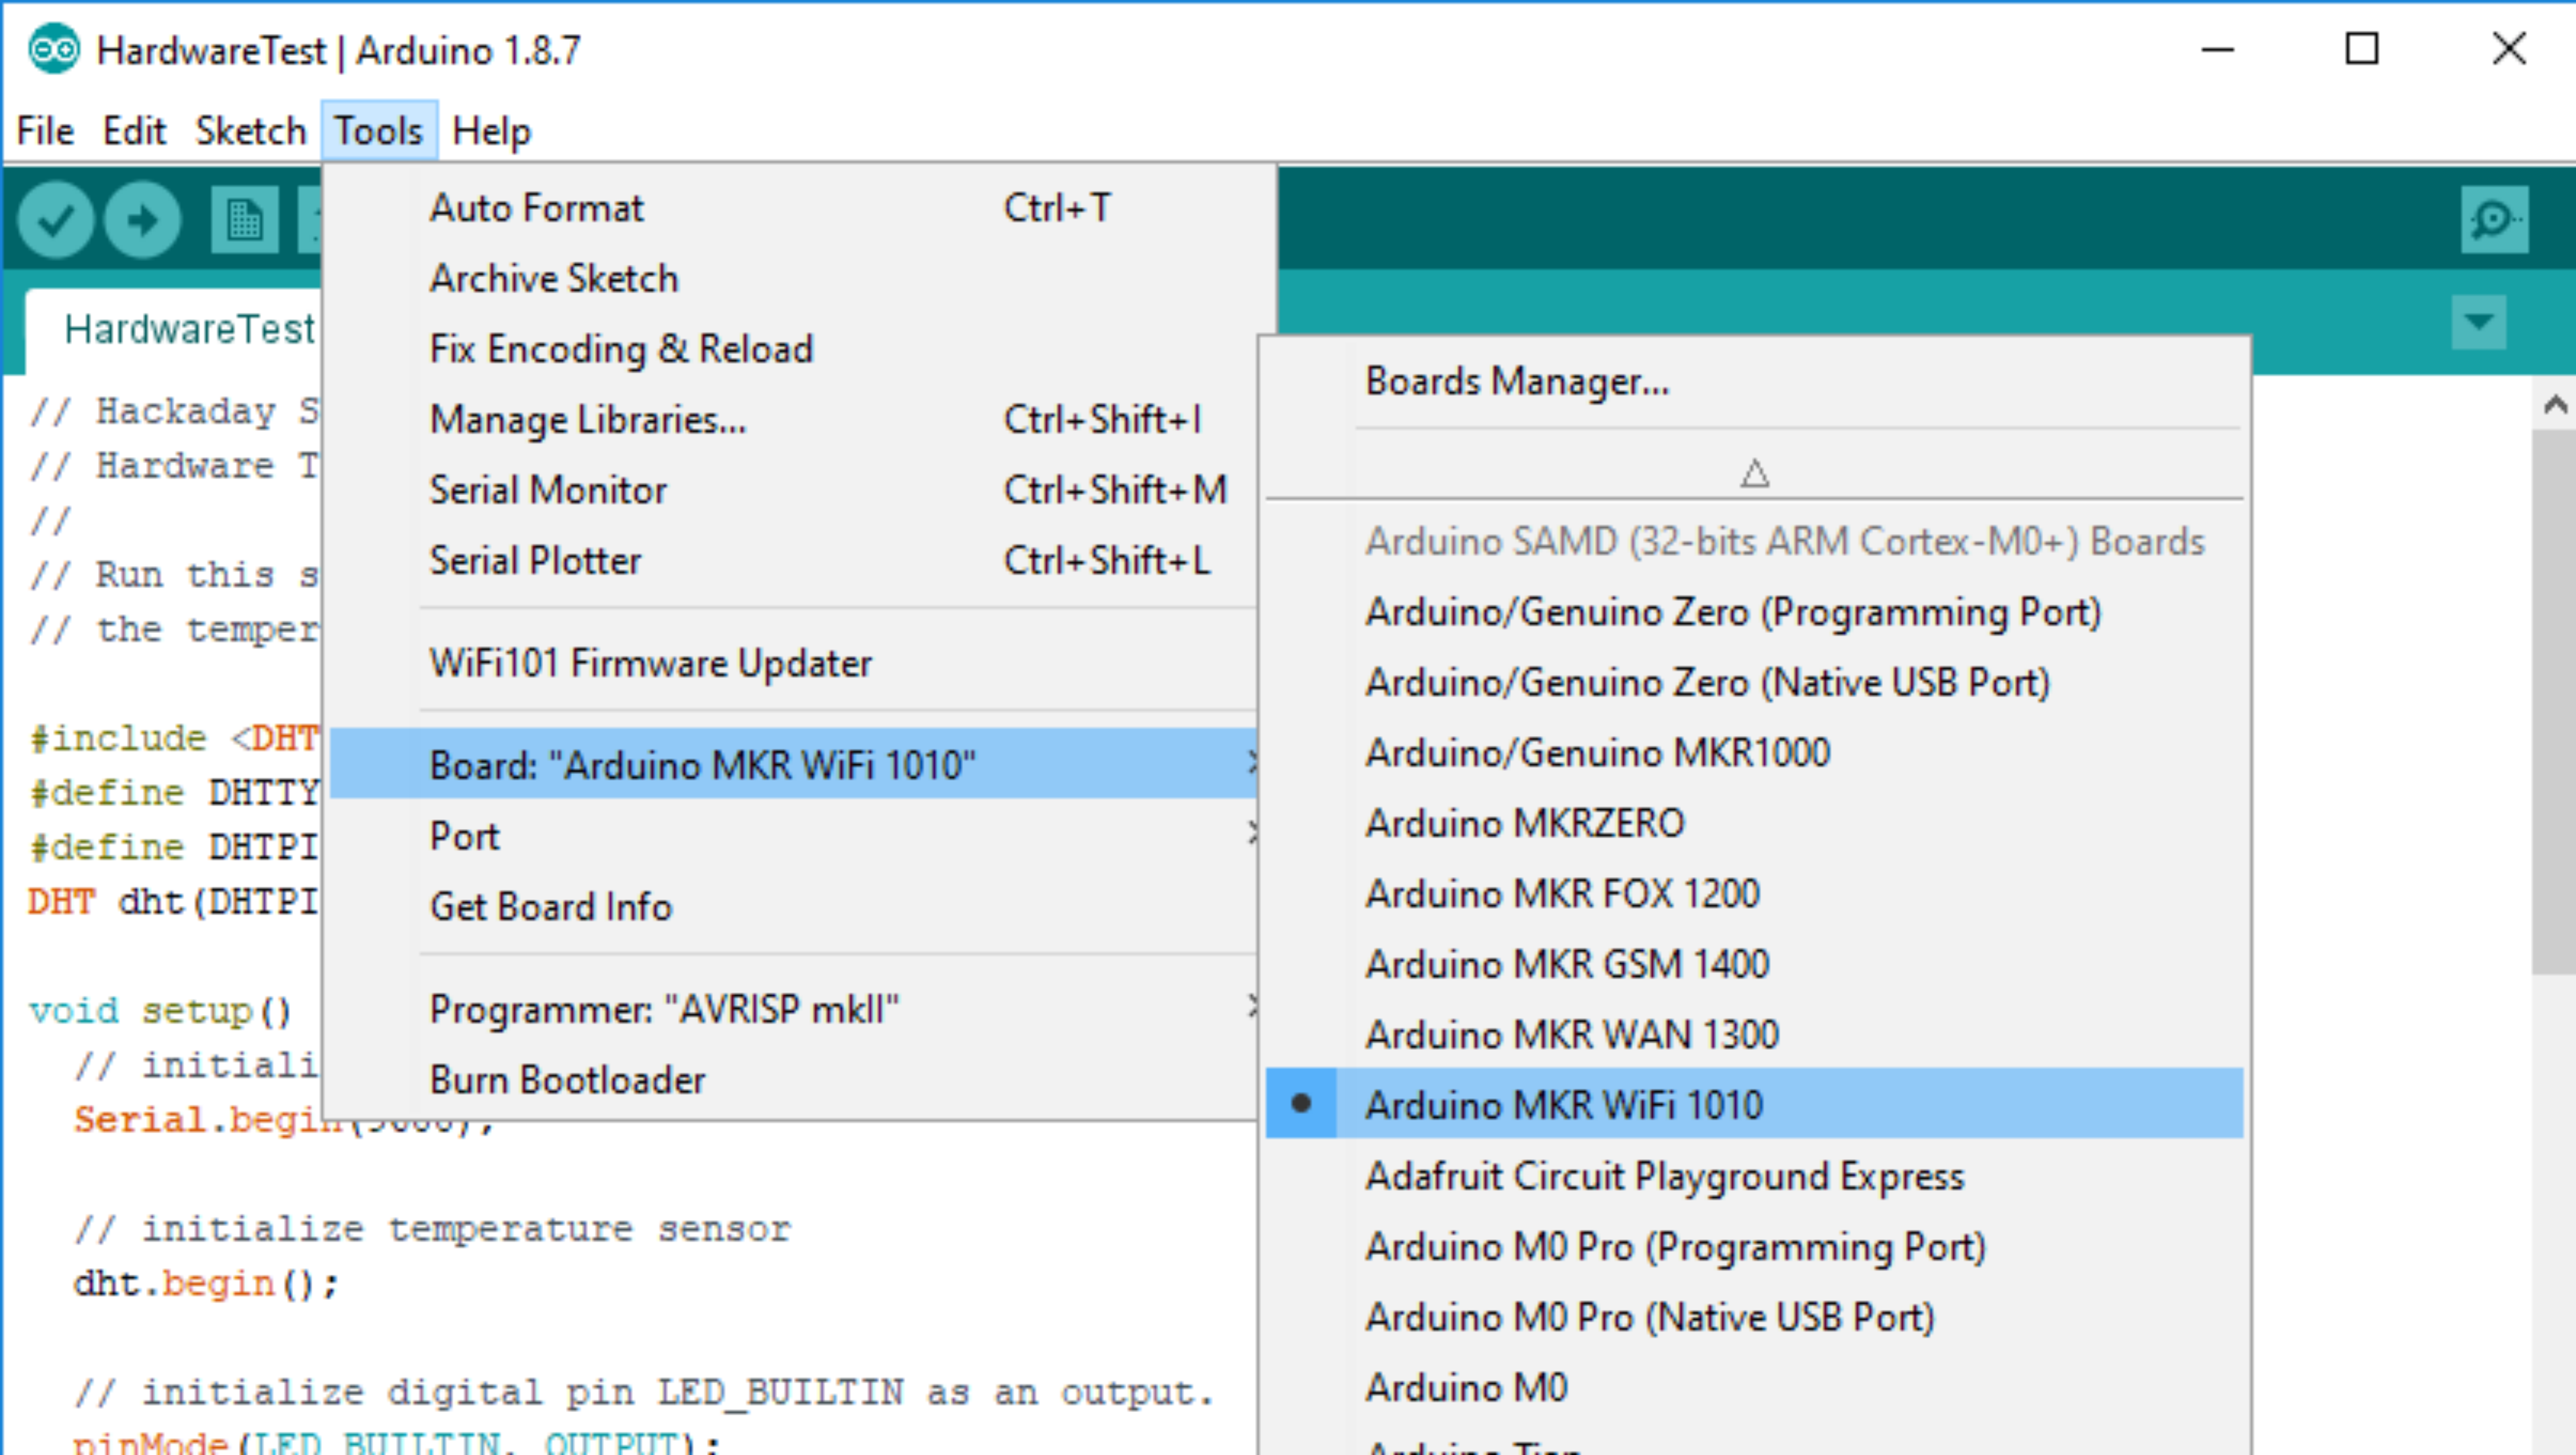 HardwareTest | Arduino 1.8.7
File Edit Sketch Tools Help
Auto Format Ctrl+T
Archive Sketch
Fix Encoding & Reload
Manage Libraries... Ctrl+Shift+I
Serial Monitor Ctrl+Shift+M
Serial Plotter Ctrl+Shift+L
WiFi101 Firmware Updater
Board: "Arduino MKR WiFi 1010"
Port
Get Board Info
Programmer: "AVRISP mkII"
Burn Bootloader
Boards Manager...
Arduino SAMD (32-bits ARM Cortex-M0+) Boards
Arduino/Genuino Zero (Programming Port)
Arduino/Genuino Zero (Native USB Port)
Arduino/Genuino MKR1000
Arduino MKRZERO
Arduino MKR FOX 1200
Arduino MKR GSM 1400
Arduino MKR WAN 1300
Arduino MKR WiFi 1010
Adafruit Circuit Playground Express
Arduino M0 Pro (Programming Port)
Arduino M0 Pro (Native USB Port)
Arduino M0
HardwareTest
// Hackaday S
// Hardware T
//
// Run this s
// the temper
#include <DHT
#define DHTTY
#define DHTPI
DHT dht(DHTPI
void setup()
// initiali
Serial.begin
// initialize temperature sensor
dht.begin();
// initialize digital pin LED_BUILTIN as an output.
pinMode(LED_BUILTIN, OUTPUT);